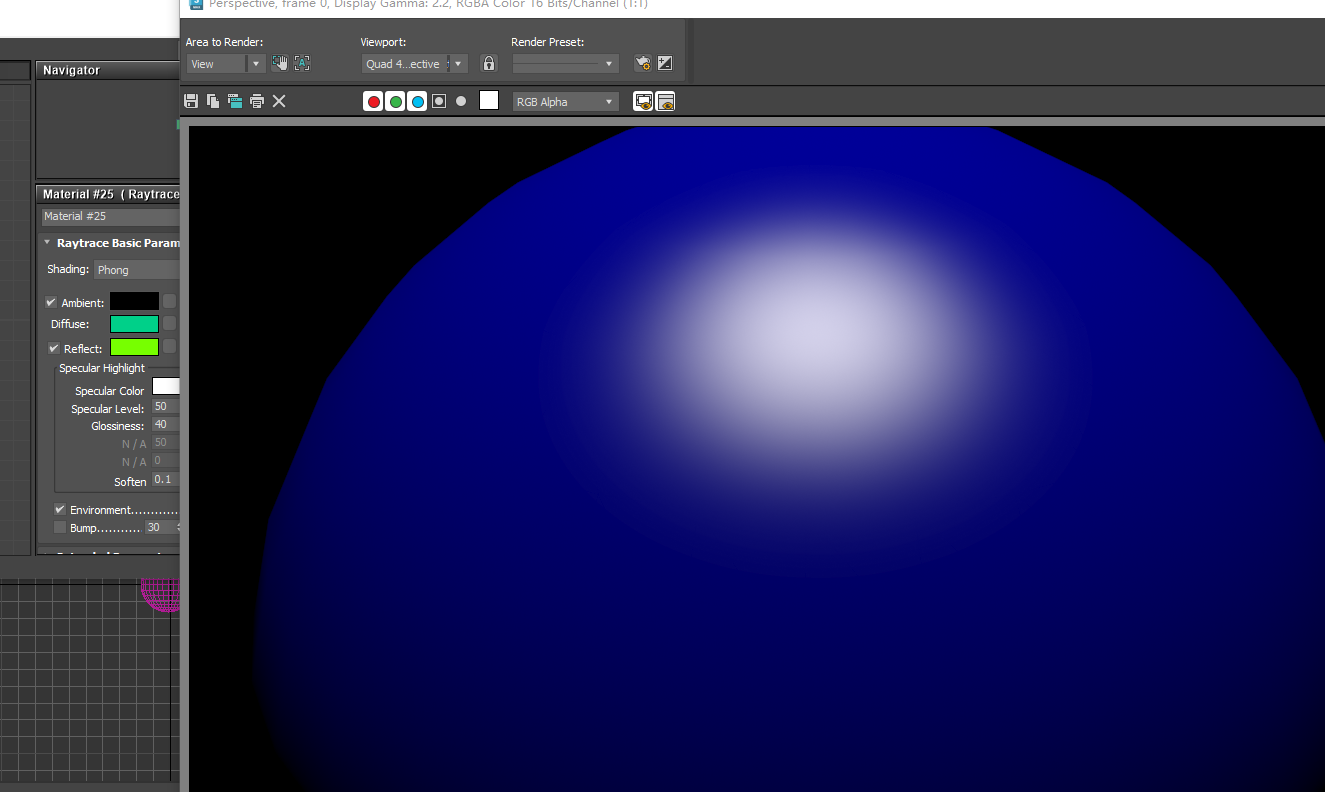 Perspective, frame 0, Display Gamma: 2.2, RGBA Color 16 Bits/Channel (1:1)
Area to Render:
Viewport:
Render Preset:
View
Quad 4...ective
RGB Alpha
Navigator
Material #25 ( Raytrace
Material #25
Raytrace Basic Param
Shading: Phong
Ambient:
Diffuse:
Reflect:
Specular Highlight
Specular Color
Specular Level: 50
Glossiness: 40
N / A 50
N / A 0
Soften 0.1
Environment............
Bump........... 30